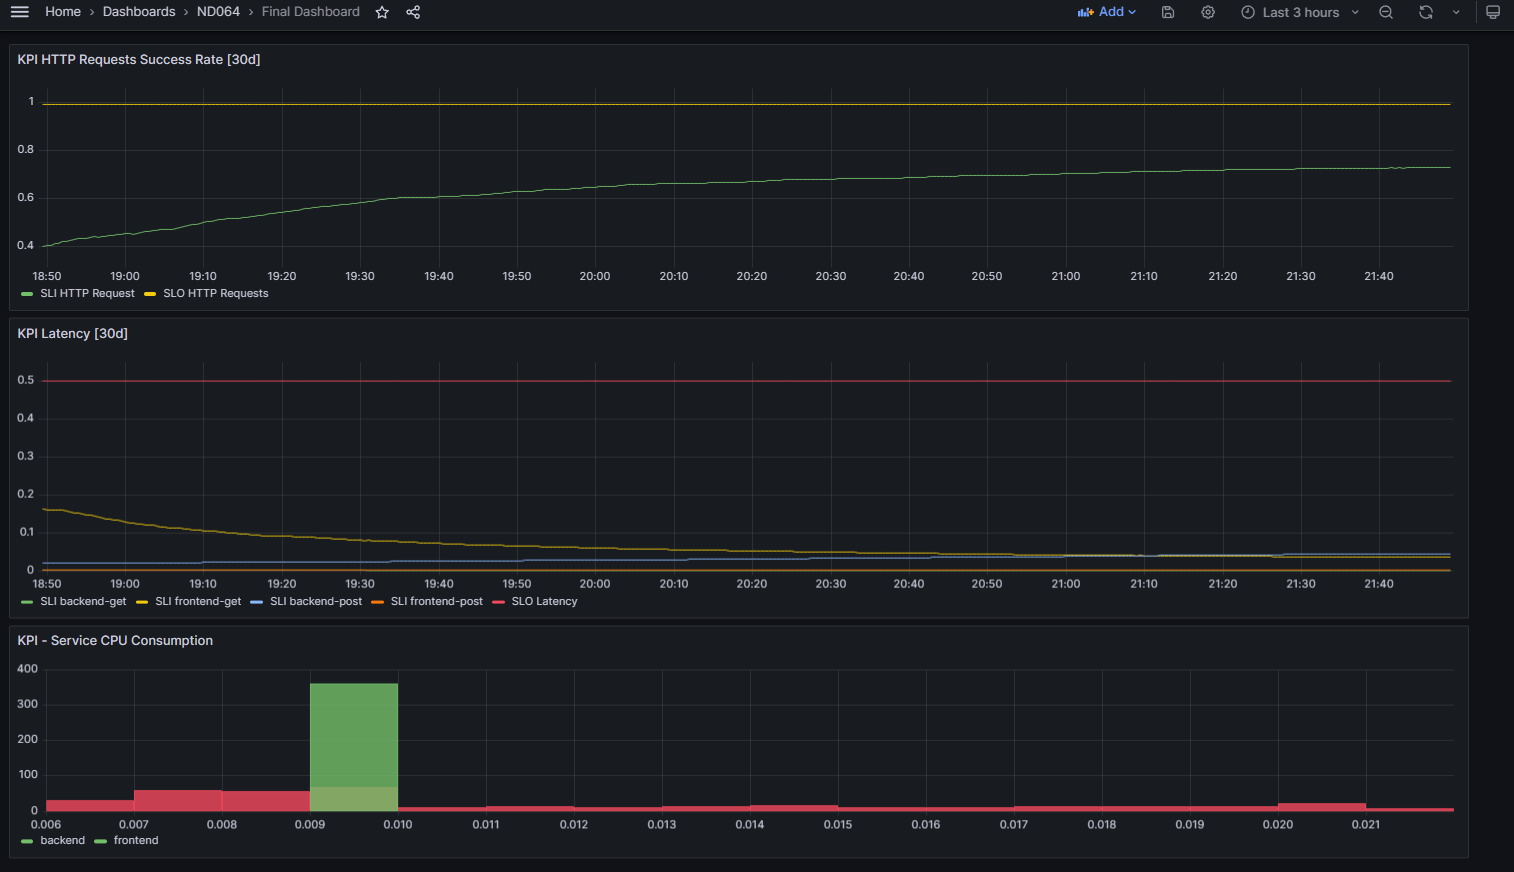 Home > Dashboards > ND064 > Final Dashboard Add Last 3 hours
KPI HTTP Requests Success Rate [30d]
1
0.8
0.6
0.4
18:50 19:00 19:10 19:20 19:30 19:40 19:50 20:00 20:10 20:20 20:30 20:40 20:50 21:00 21:10 21:20 21:30 21:40
SLI HTTP Request SLO HTTP Requests
KPI Latency [30d]
0.5
0.4
0.3
0.2
0.1
0
18:50 19:00 19:10 19:20 19:30 19:40 19:50 20:00 20:10 20:20 20:30 20:40 20:50 21:00 21:10 21:20 21:30 21:40
SLI backend-get SLI frontend-get SLI backend-post SLI frontend-post SLO Latency
KPI - Service CPU Consumption
400
300
200
100
0
0.006 0.007 0.008 0.009 0.010 0.011 0.012 0.013 0.014 0.015 0.016 0.017 0.018 0.019 0.020 0.021
backend frontend